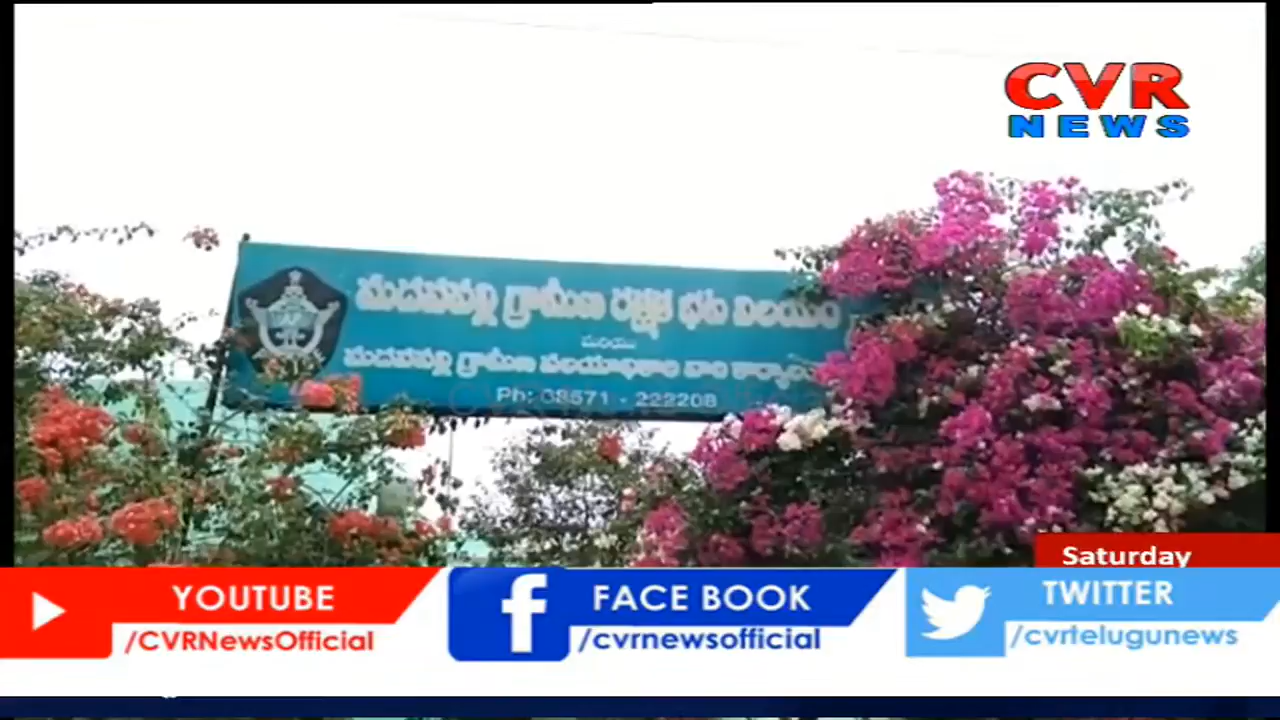 CVR
NEWS
మదనపల్లి గ్రామీణ రక్షక భట నిలయం
మరియు
మదనపల్లి గ్రామీణ వలయాధికారి వారి
Ph: 08571 - 222208
Saturday
YOUTUBE
/CVRNewsOfficial
FACE BOOK
/cvrnewsofficial
TWITTER
/cvrtelugunews